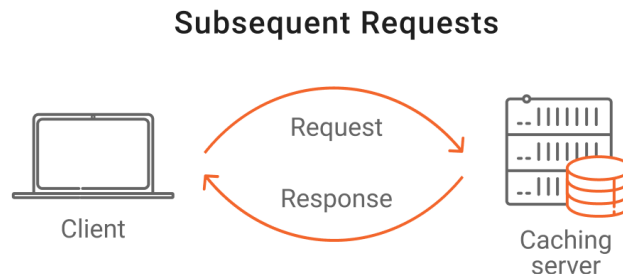 Subsequent Requests
Request
Response
Client
Caching
server